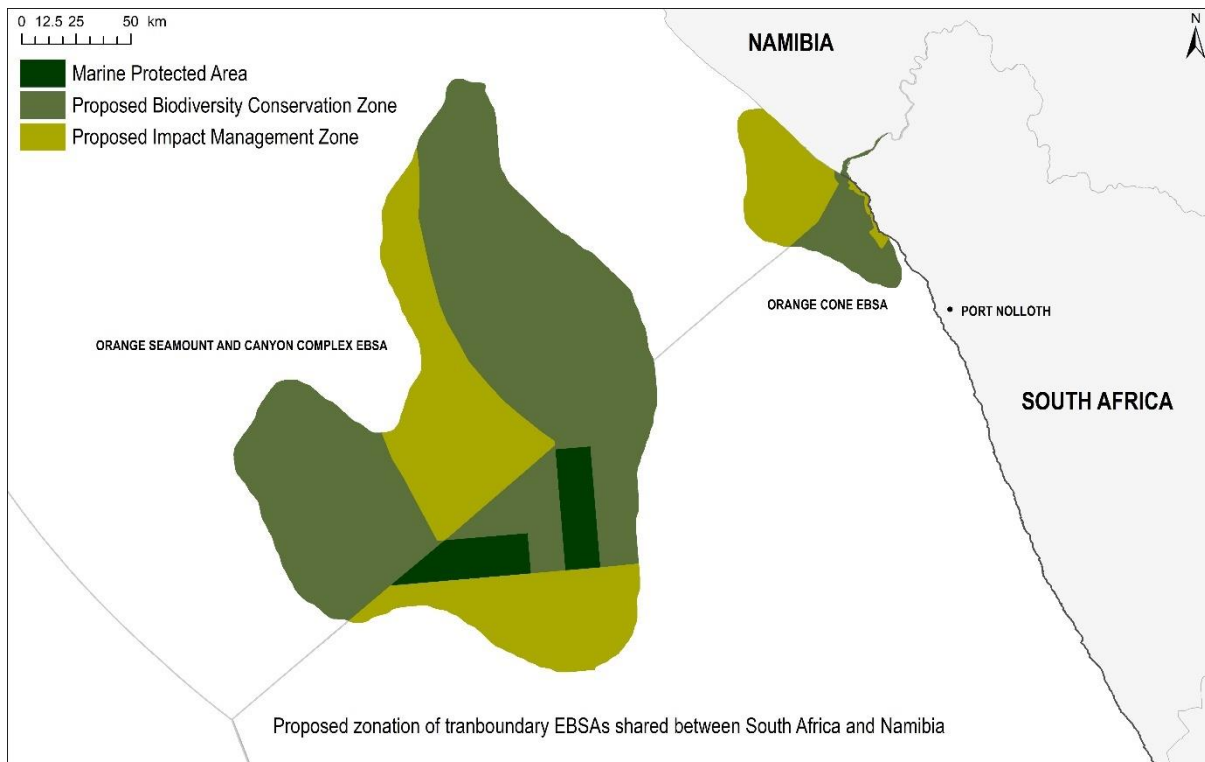 0 12.5 25 50 km
N
Marine Protected Area
Proposed Biodiversity Conservation Zone
Proposed Impact Management Zone
NAMIBIA
ORANGE CONE EBSA
PORT NOLLOTH
ORANGE SEAMOUNT AND CANYON COMPLEX EBSA
SOUTH AFRICA
Proposed zonation of tranboundary EBSAs shared between South Africa and Namibia